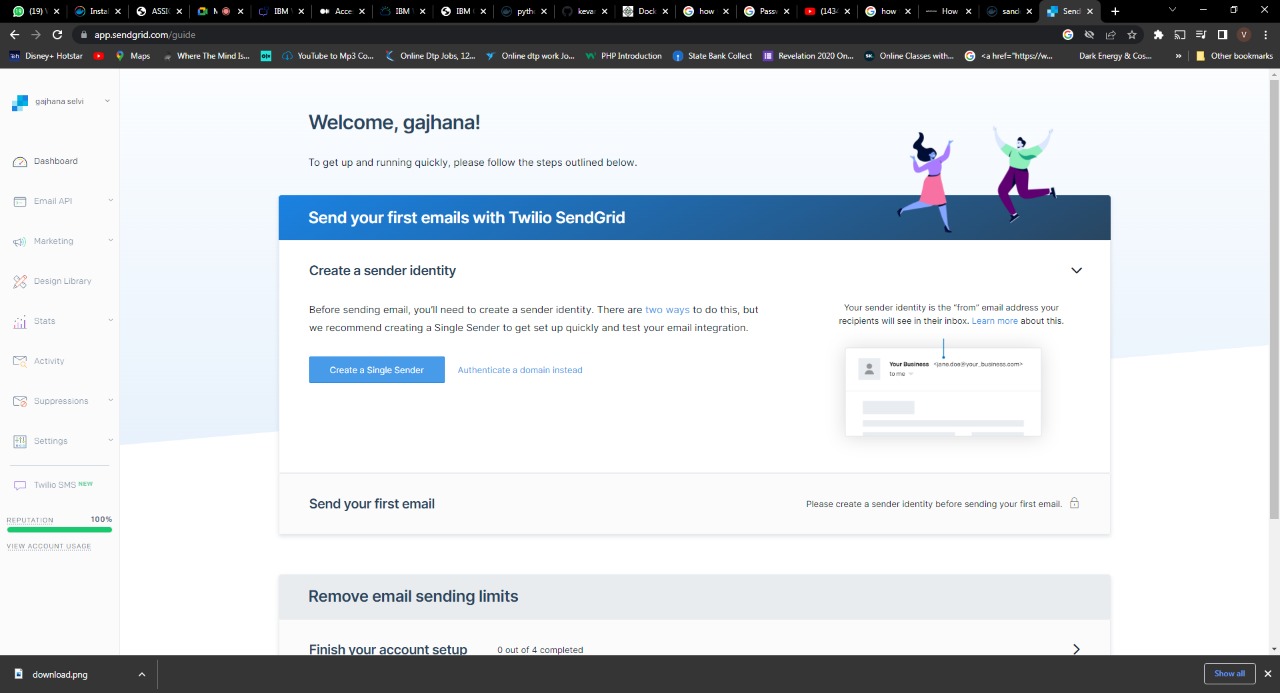 (19) W
Instal
ASSIG
M
IBM W
Acce
IBM
IBM C
pytho
kevar
Dock
how
Passw
(1434
how
How
sand
Send
app.sendgrid.com/guide
V
Disney+ Hotstar
Maps
Where The Mind Is...
YouTube to Mp3 Co...
Online Dtp Jobs, 12...
Online dtp work Jo...
PHP Introduction
State Bank Collect
Revelation 2020 On...
Online Classes with...
<a href="https://w...
Dark Energy & Cos...
»
Other bookmarks
gajhana selvi
Dashboard
Email API
Marketing
Design Library
Stats
Activity
Suppressions
Settings
Twilio SMS NEW
REPUTATION 100%
VIEW ACCOUNT USAGE
Welcome, gajhana!
To get up and running quickly, please follow the steps outlined below.
Send your first emails with Twilio SendGrid
Create a sender identity
Before sending email, you'll need to create a sender identity. There are two ways to do this, but
we recommend creating a Single Sender to get set up quickly and test your email integration.
Create a Single Sender
Authenticate a domain instead
Your sender identity is the "from" email address your
recipients will see in their inbox. Learn more about this.
Your Business <jane.doe@your_business.com>
to me
Send your first email
Please create a sender identity before sending your first email.
Remove email sending limits
Finish your account setup
0 out of 4 completed
download.png
Show all